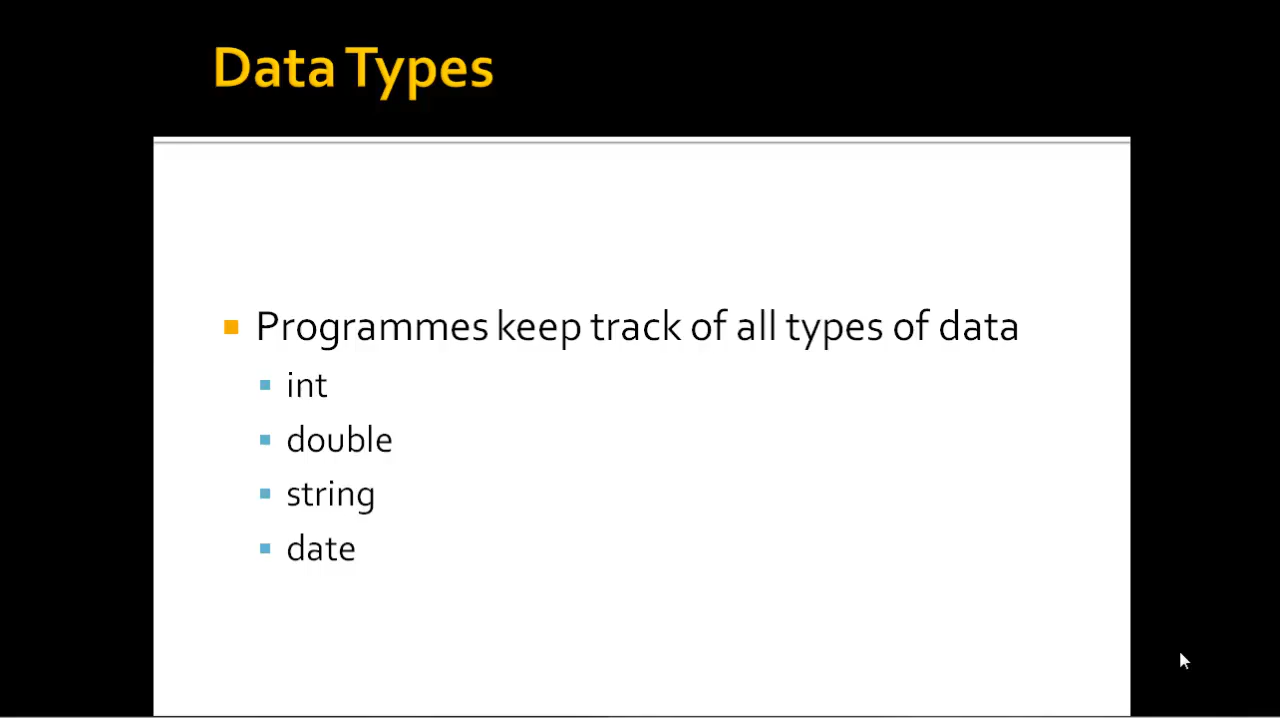 Data Types
Programmes keep track of all types of data
int
double
string
date